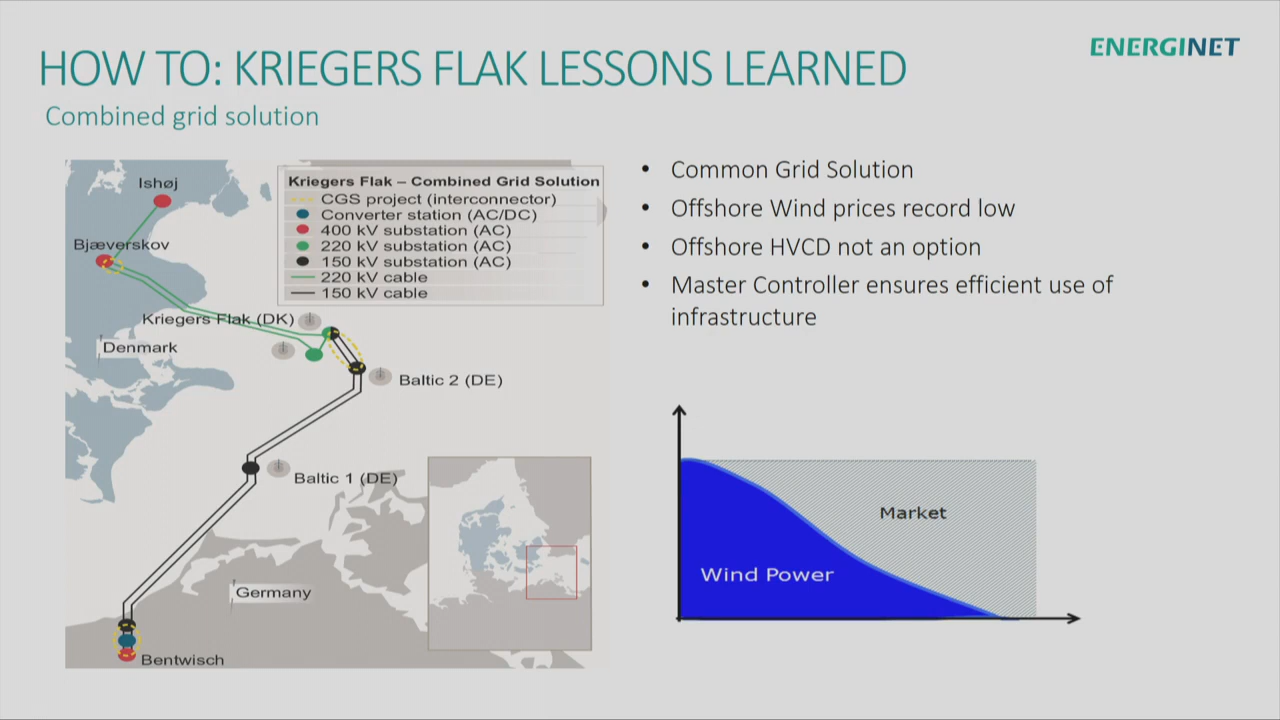 HOW TO: KRIEGERS FLAK LESSONS LEARNED
ENERGINET
Combined grid solution
Ishøj
Bjæverskov
Kriegers Flak – Combined Grid Solution
CGS project (interconnector)
Converter station (AC/DC)
400 kV substation (AC)
220 kV substation (AC)
150 kV substation (AC)
220 kV cable
150 kV cable
Kriegers Flak (DK)
Denmark
Baltic 2 (DE)
Baltic 1 (DE)
Germany
Bentwisch
• Common Grid Solution
• Offshore Wind prices record low
• Offshore HVCD not an option
• Master Controller ensures efficient use of
infrastructure
Market
Wind Power